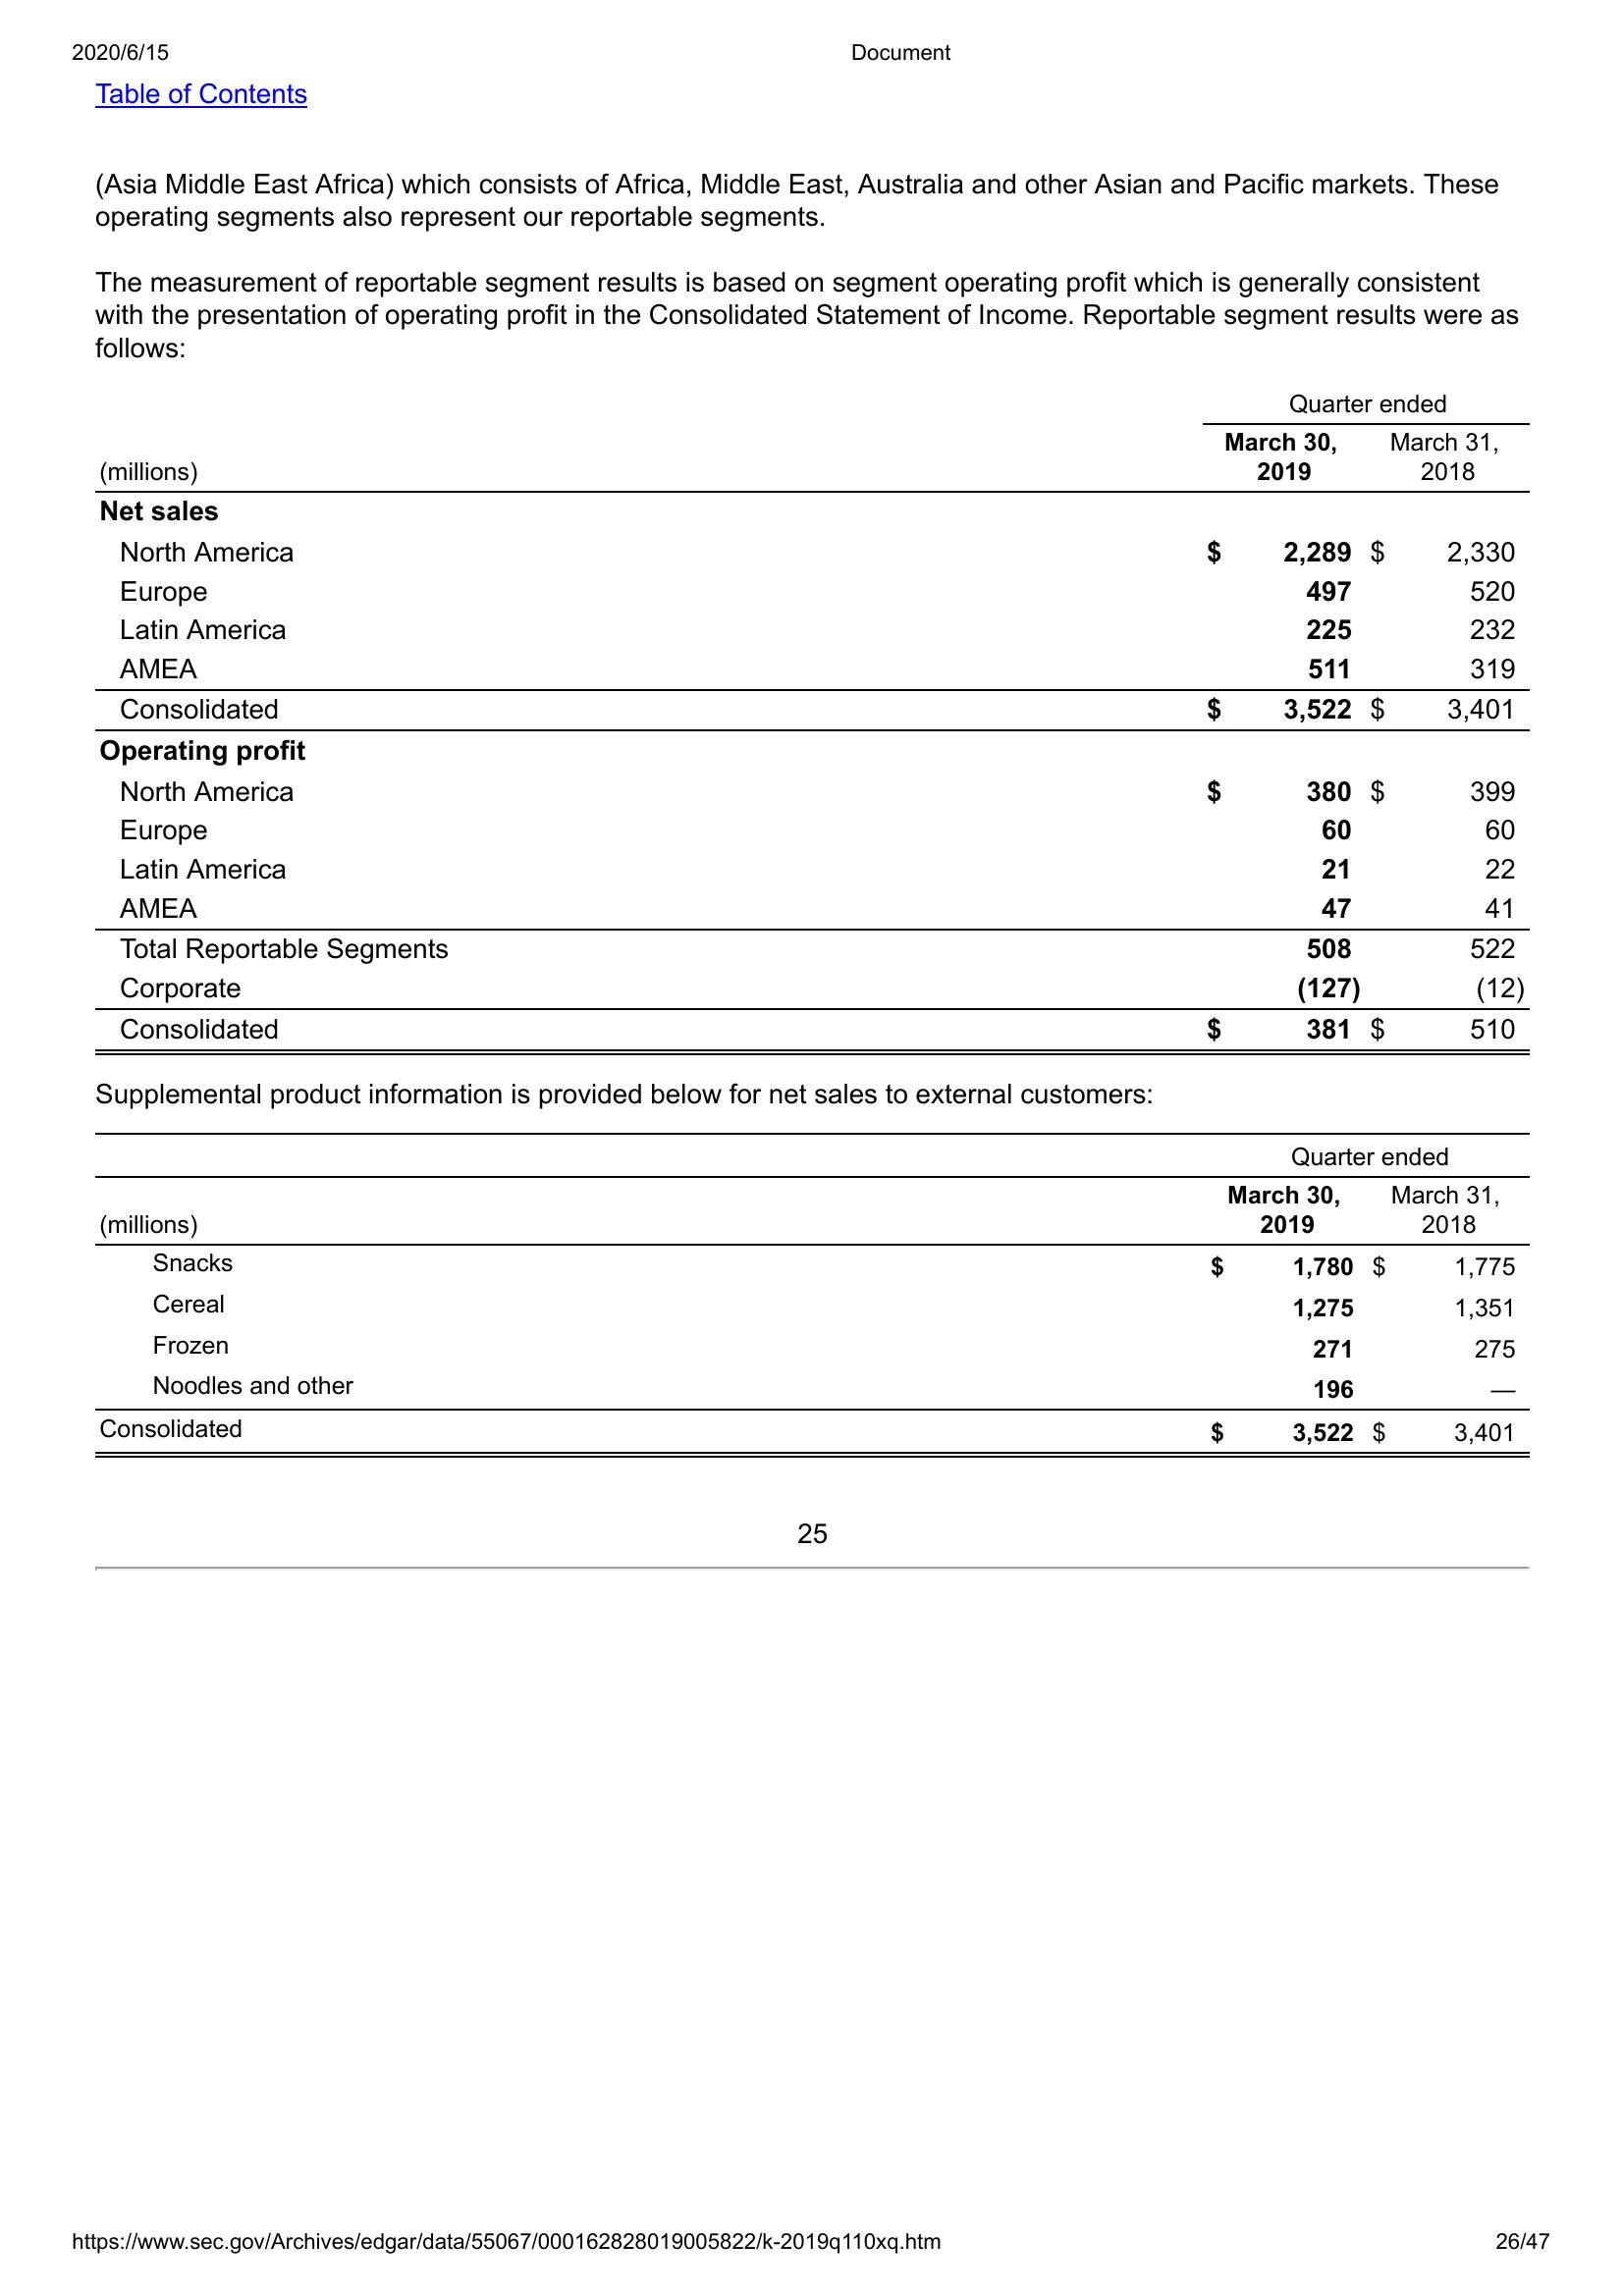 2020/6/15 Document
Table of Contents
(Asia Middle East Africa) which consists of Africa, Middle East, Australia and other Asian and Pacific markets. These
operating segments also represent our reportable segments.
The measurement of reportable segment results is based on segment operating profit which is generally consistent
with the presentation of operating profit in the Consolidated Statement of Income. Reportable segment results were as
follows:
Quarter ended
March 30, March 31,
(millions) 2019 2018
Net sales
North America $ 2,289 $ 2,330
Europe 497 520
Latin America 225 232
AMEA 511 319
Consolidated $ 3,522 $ 3,401
Operating profit
North America $ 380 $ 399
Europe 60 60
Latin America 21 22
AMEA 47 41
Total Reportable Segments 508 522
Corporate (127) (12)
Consolidated $ 381 $ 510
Supplemental product information is provided below for net sales to external customers:
Quarter ended
March 30, March 31,
(millions) 2019 2018
Snacks $ 1,780 $ 1,775
Cereal 1,275 1,351
Frozen 271 275
Noodles and other 196 —
Consolidated $ 3,522 $ 3,401
25
https://www.sec.gov/Archives/edgar/data/55067/000162828019005822/k-2019q110xq.htm 26/47